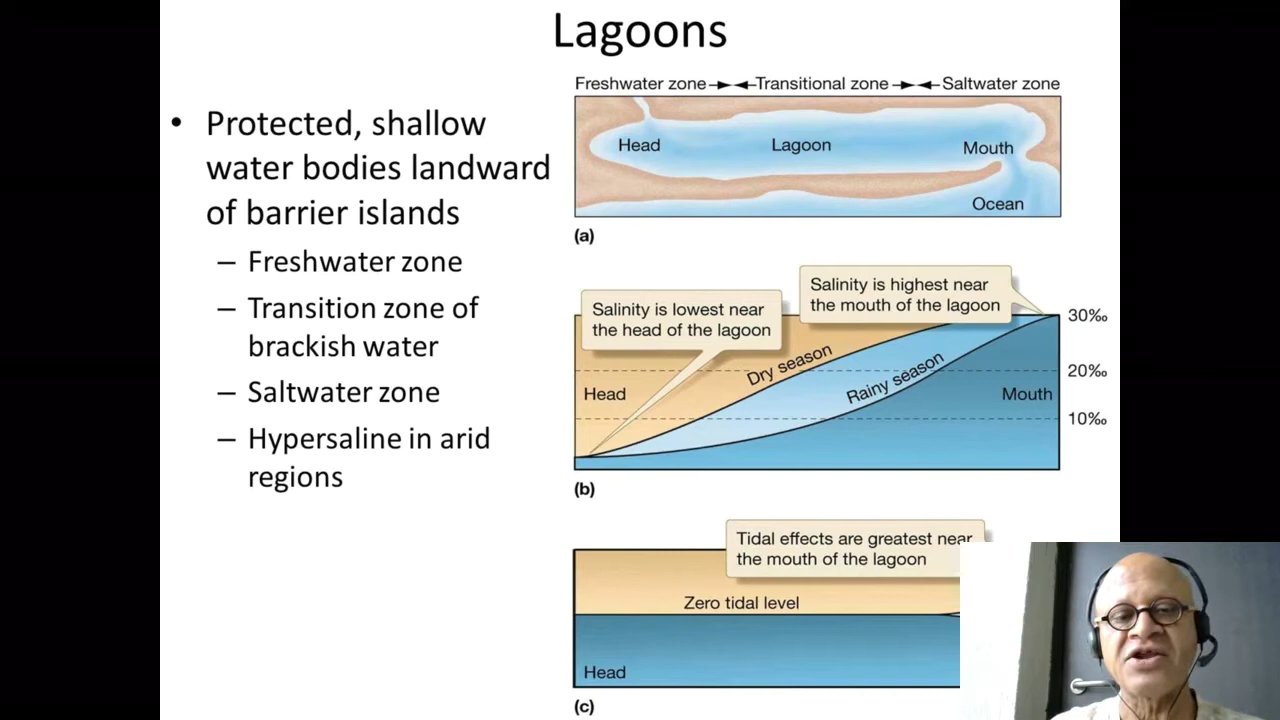 Lagoons
• Protected, shallow
water bodies landward
of barrier islands
– Freshwater zone
– Transition zone of
brackish water
– Saltwater zone
– Hypersaline in arid
regions
Freshwater zone Transitional zone Saltwater zone
Head Lagoon Mouth
Ocean
(a)
Salinity is highest near
the mouth of the lagoon
Salinity is lowest near
the head of the lagoon
30‰
Dry season
20‰
Rainy season
Head Mouth
10‰
(b)
Tidal effects are greatest near
the mouth of the lagoon
Zero tidal level
Head
(c)